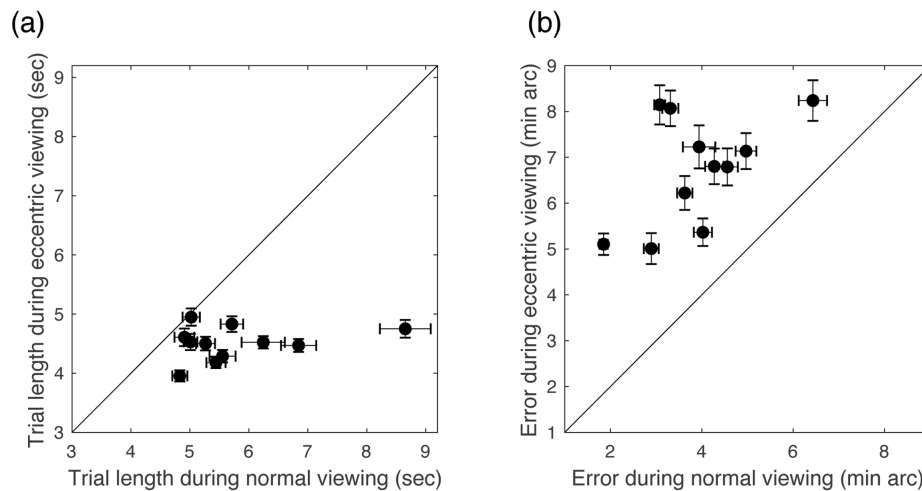 (a)
Trial length during eccentric viewing (sec)
9
8
7
6
5
4
3
3 4 5 6 7 8 9
Trial length during normal viewing (sec)
(b)
Error during eccentric viewing (min arc)
9
8
7
6
5
4
3
2
1
2 4 6 8
Error during normal viewing (min arc)